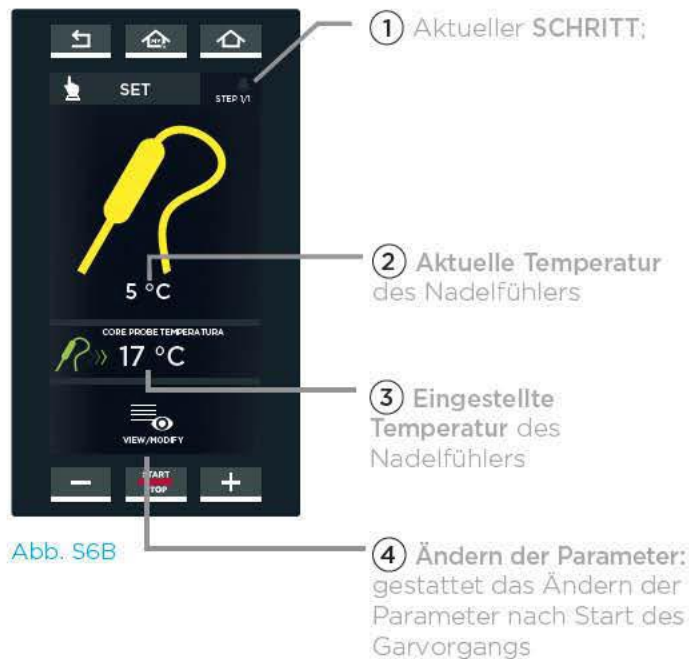 ① Aktueller SCHRITT:
MY
SET
STEP 1/1
② Aktuelle Temperatur
des Nadelfühlers
5 °C
CORE PROBE TEMPERATURA
17 °C
③ Eingestellte
Temperatur des
Nadelfühlers
VIEW/MODIFY
START
STOP
Abb. S6B
④ Ändern der Parameter:
gestattet das Ändern der
Parameter nach Start des
Garvorgangs